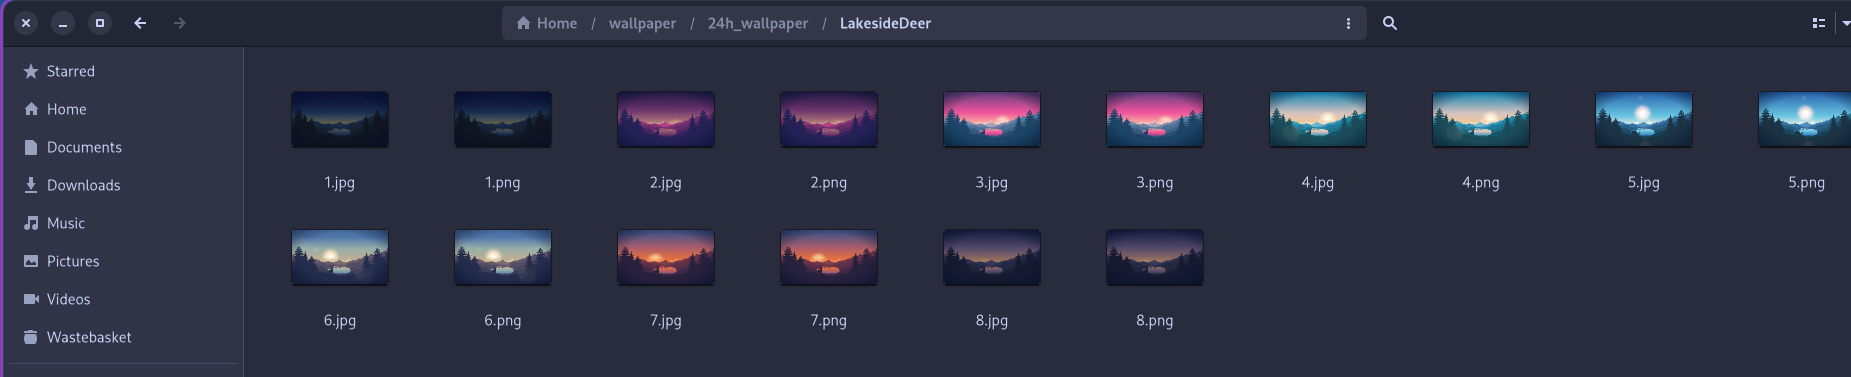 Home / wallpaper / 24h_wallpaper / LakesideDeer
Starred
Home
Documents
Downloads
Music
Pictures
Videos
Wastebasket
1.jpg 1.png 2.jpg 2.png 3.jpg 3.png 4.jpg 4.png 5.jpg 5.png
6.jpg 6.png 7.jpg 7.png 8.jpg 8.png